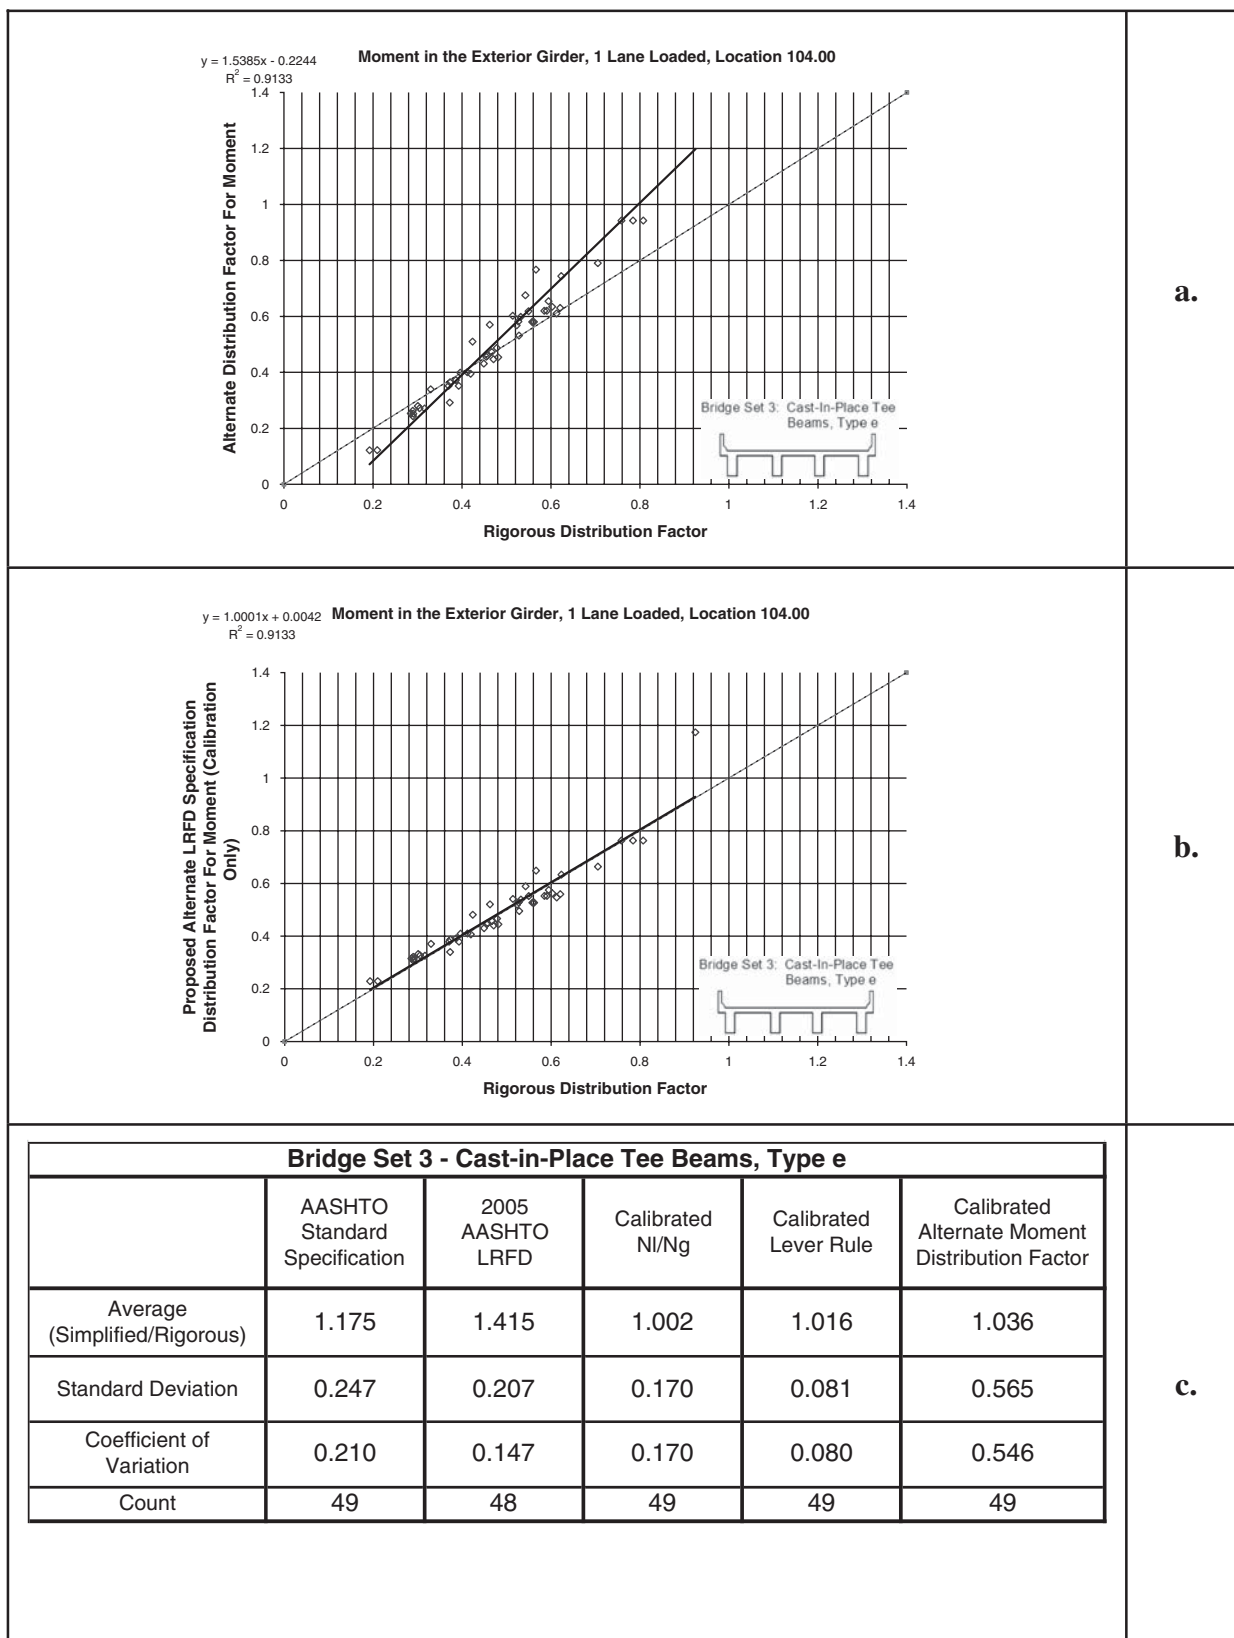 y = 1.5385x - 0.2244
R2 = 0.9133
Moment in the Exterior Girder, 1 Lane Loaded, Location 104.00
Alternate Distribution Factor For Moment
1.4
1.2
1
0.8
0.6
0.4
0.2
0
0 0.2 0.4 0.6 0.8 1 1.2 1.4
Rigorous Distribution Factor
Bridge Set 3: Cast-In-Place Tee
Beams, Type e
a.
y = 1.0001x + 0.0042
R2 = 0.9133
Moment in the Exterior Girder, 1 Lane Loaded, Location 104.00
Proposed Alternate LRFD Specification
Distribution Factor For Moment (Calibration
Only)
1.4
1.2
1
0.8
0.6
0.4
0.2
0
0 0.2 0.4 0.6 0.8 1 1.2 1.4
Rigorous Distribution Factor
Bridge Set 3: Cast-In-Place Tee
Beams, Type e
b.
Bridge Set 3 - Cast-in-Place Tee Beams, Type e
AASHTO
Standard
Specification
2005
AASHTO
LRFD
Calibrated
Nl/Ng
Calibrated
Lever Rule
Calibrated
Alternate Moment
Distribution Factor
Average
(Simplified/Rigorous)
1.175 1.415 1.002 1.016 1.036
Standard Deviation 0.247 0.207 0.170 0.081 0.565
Coefficient of
Variation
0.210 0.147 0.170 0.080 0.546
Count 49 48 49 49 49
c.